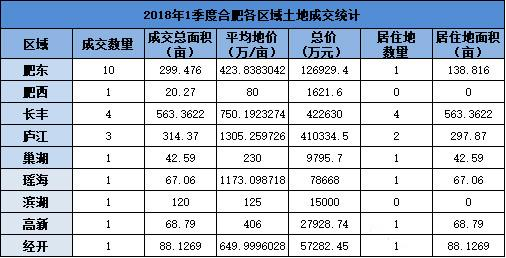 2018年1季度合肥各区域土地成交统计
区域 成交数量 成交总面积（亩） 平均地价（万/亩） 总价（万元） 居住地数量 居住地面积（亩）
肥东 10 299.476 423.8383042 126929.4 1 138.816
肥西 1 20.27 80 1621.6 0 0
长丰 4 563.3622 750.1923274 422630 4 563.3622
庐江 3 314.37 1305.259726 410334.5 2 297.87
巢湖 1 42.59 230 9795.7 1 42.59
瑶海 1 67.06 1173.098718 78668 1 67.06
滨湖 1 120 125 15000 0 0
高新 1 68.79 406 27928.74 1 68.79
经开 1 88.1269 649.9996028 57282.45 1 88.1269